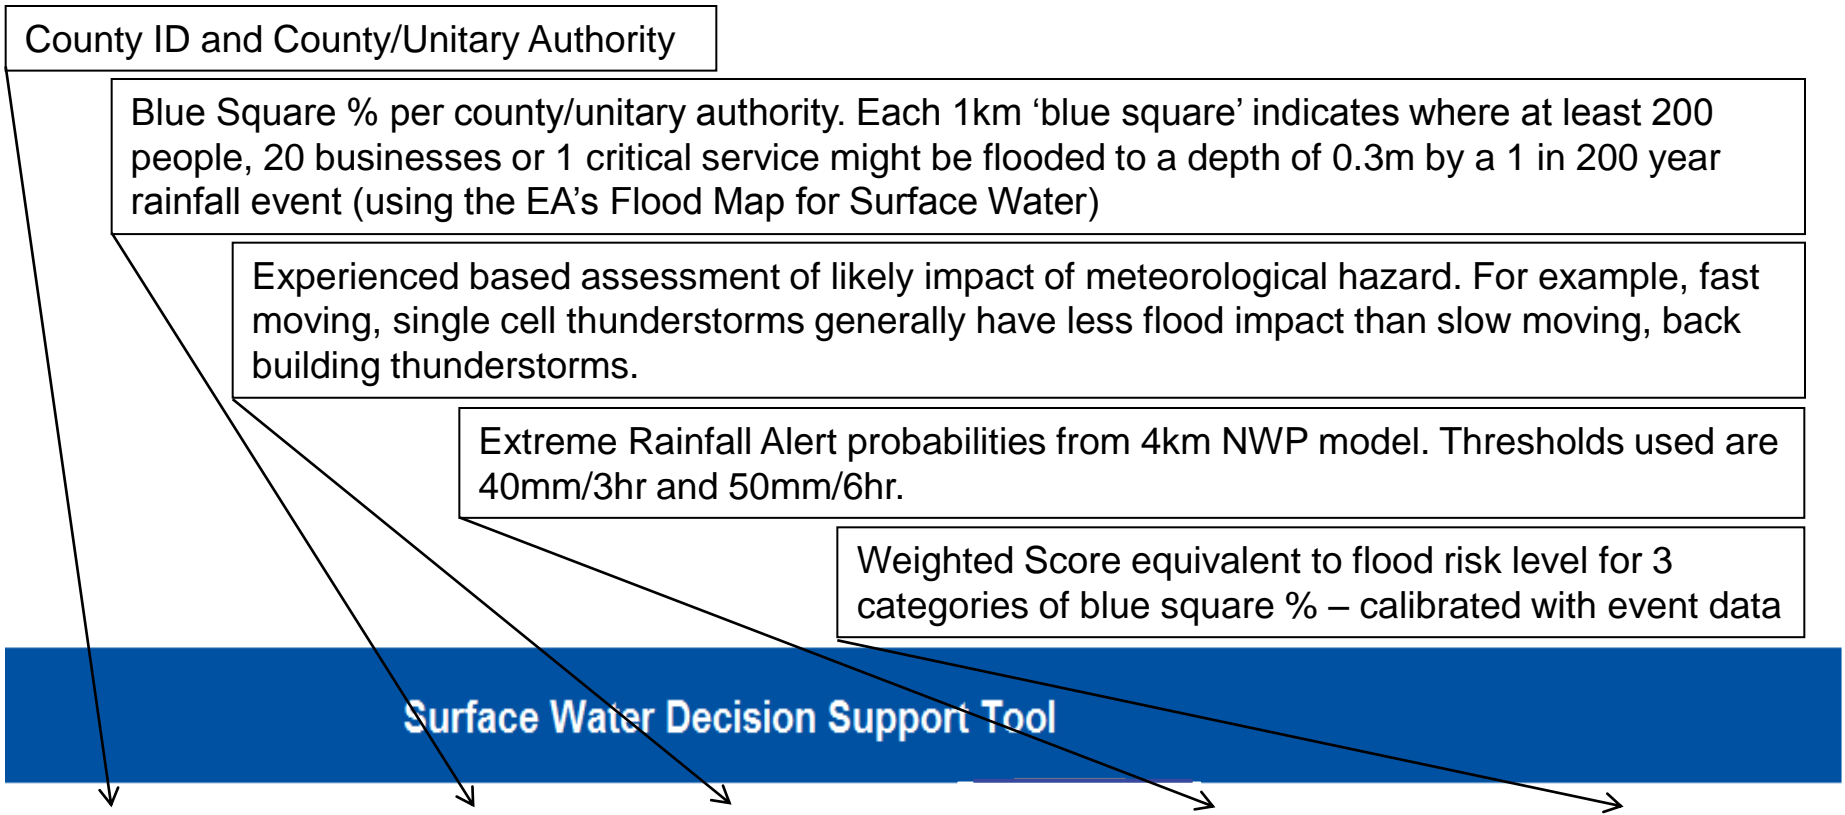 County ID and County/Unitary Authority
Blue Square % per county/unitary authority. Each 1km ‘blue square’ indicates where at least 200
people, 20 businesses or 1 critical service might be flooded to a depth of 0.3m by a 1 in 200 year
rainfall event (using the EA’s Flood Map for Surface Water)
Experienced based assessment of likely impact of meteorological hazard. For example, fast
moving, single cell thunderstorms generally have less flood impact than slow moving, back
building thunderstorms.
Extreme Rainfall Alert probabilities from 4km NWP model. Thresholds used are
40mm/3hr and 50mm/6hr.
Weighted Score equivalent to flood risk level for 3
categories of blue square % – calibrated with event data
Surface Water Decision Support Tool